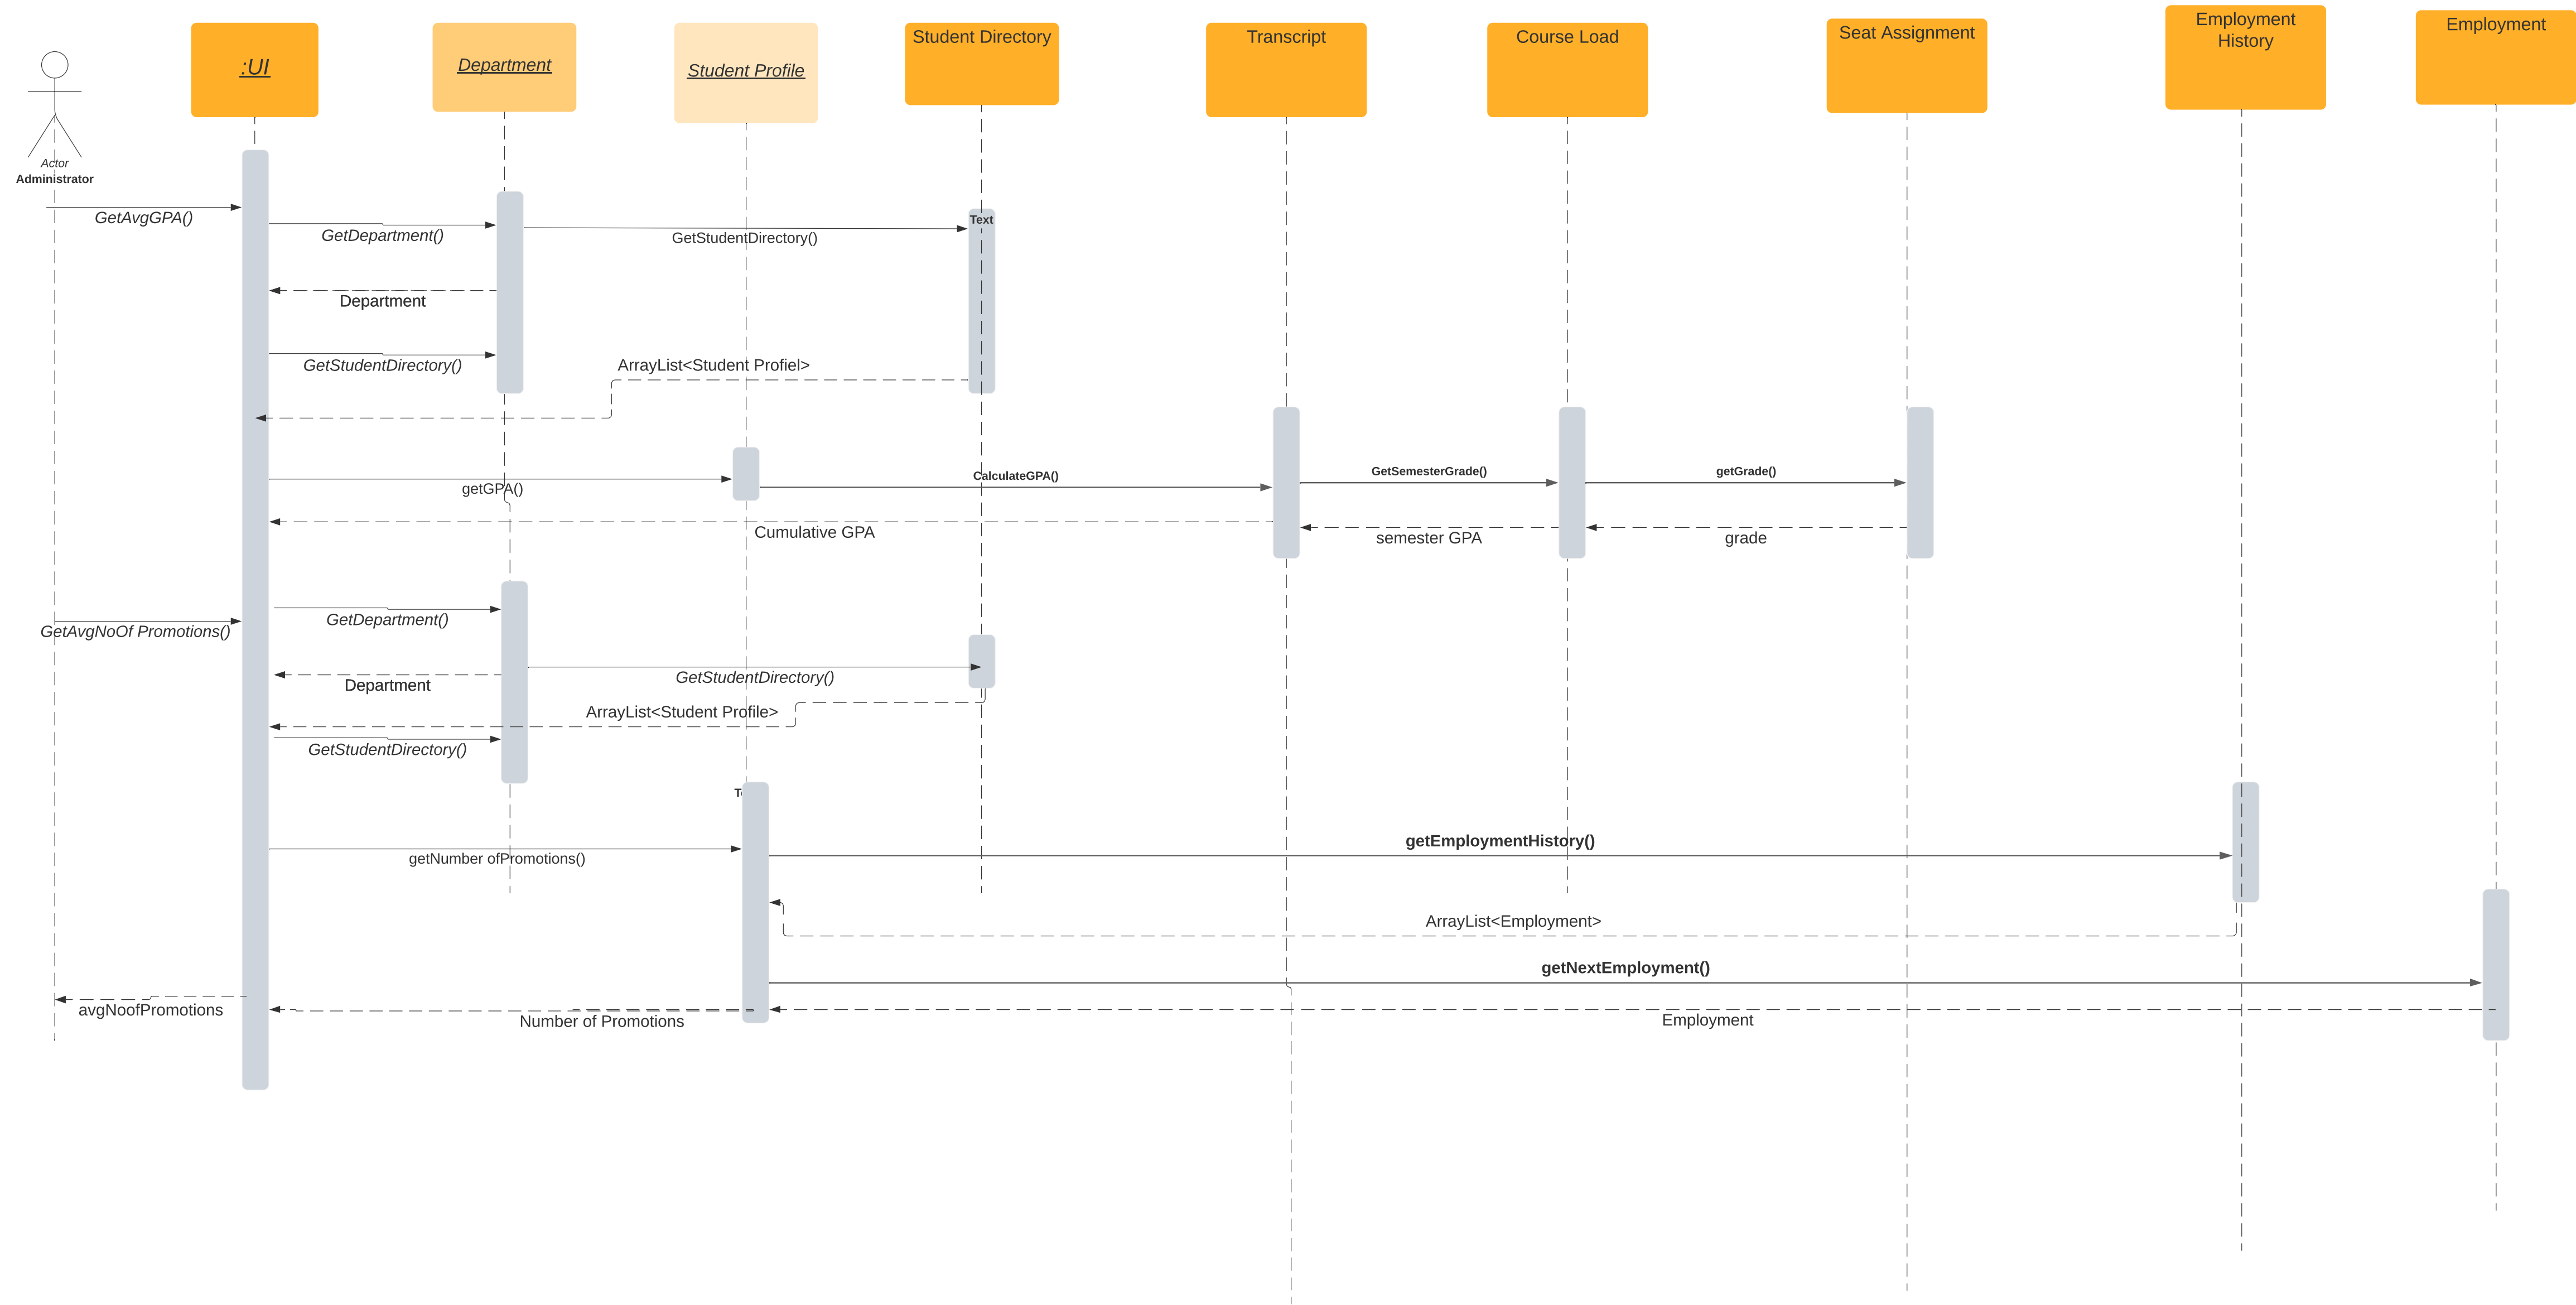 Employment
History
Employment
Student Directory
Transcript
Course Load
Seat Assignment
:UI
Department
Student Profile
Actor
Administrator
GetAvgGPA()
Text
GetDepartment()
GetStudentDirectory()
Department
GetStudentDirectory()
ArrayList<Student Profiel>
CalculateGPA()
GetSemesterGrade()
getGrade()
getGPA()
Cumulative GPA
semester GPA
grade
GetDepartment()
GetAvgNoOf Promotions()
Department
GetStudentDirectory()
ArrayList<Student Profile>
GetStudentDirectory()
getEmploymentHistory()
getNumber ofPromotions()
ArrayList<Employment>
getNextEmployment()
avgNoofPromotions
Number of Promotions
Employment